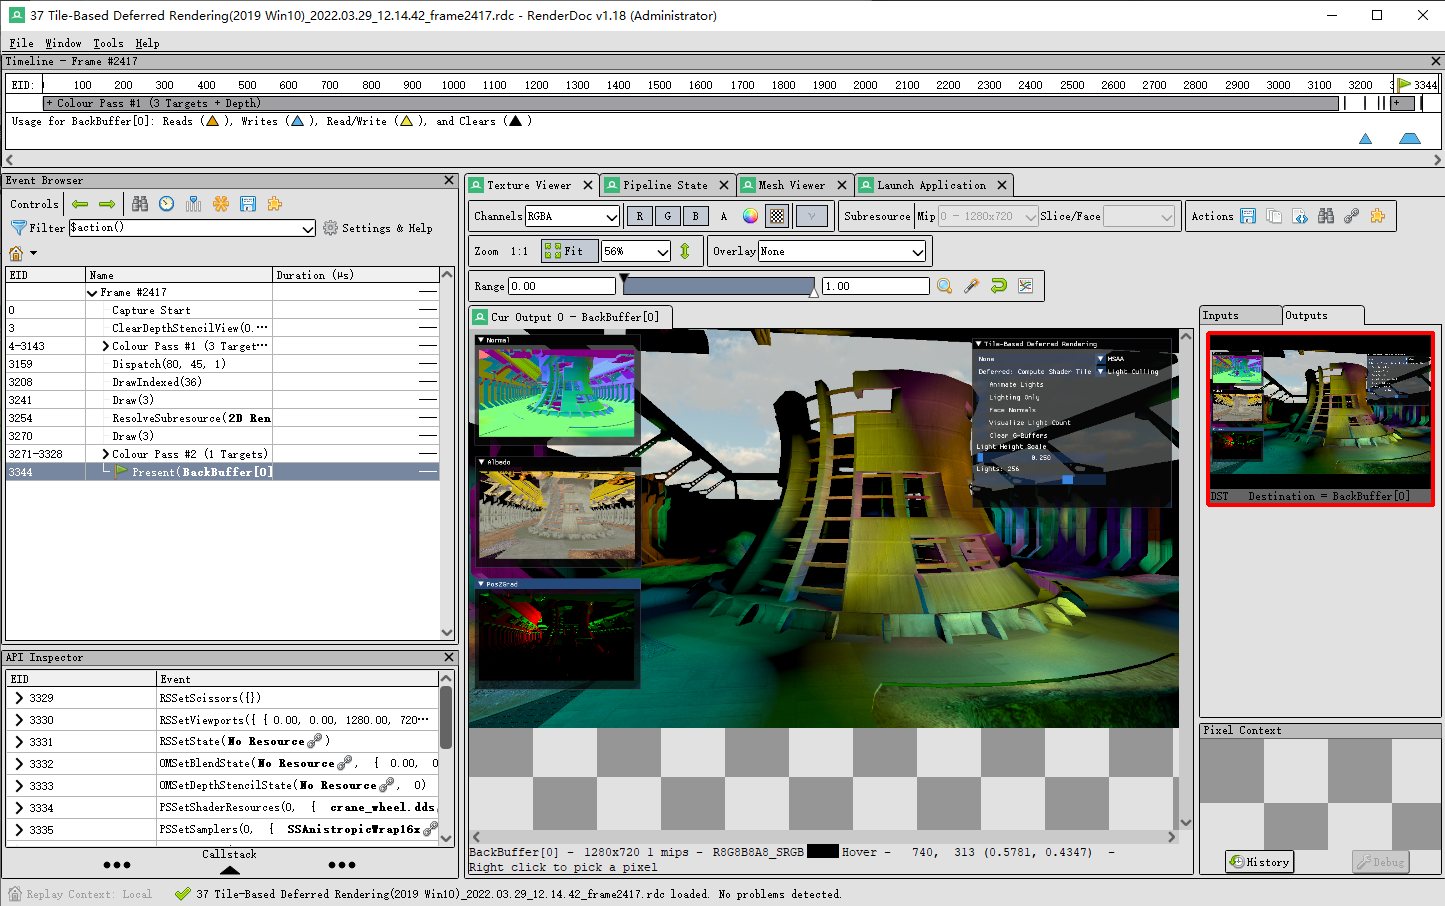 37 Tile-Based Deferred Rendering(2019 Win10)_2022.03.29_12.14.42_frame2417.rdc - RenderDoc v1.18 (Administrator)
File Window Tools Help
Timeline - Frame #2417
EID: 100 200 300 400 500 600 700 800 900 1000 1100 1200 1300 1400 1500 1600 1700 1800 1900 2000 2100 2200 2300 2400 2500 2600 2700 2800 2900 3000 3100 3200 3344
+ Colour Pass #1 (3 Targets + Depth) +
Usage for BackBuffer[0]: Reads ( ), Writes ( ), Read/Write ( ), and Clears ( )
Event Browser
Controls
Filter $action() Settings & Help
EID Name Duration (µs)
Frame #2417
0 Capture Start
3 ClearDepthStencilView(0.···
4-3143 Colour Pass #1 (3 Target···
3159 Dispatch(80, 45, 1)
3208 DrawIndexed(36)
3241 Draw(3)
3254 ResolveSubresource(2D Ren
3270 Draw(3)
3271-3328 Colour Pass #2 (1 Targets)
3344 Present(BackBuffer[0]
API Inspector
EID Event
3329 RSSetScissors({})
3330 RSSetViewports({ { 0.00, 0.00, 1280.00, 720···
3331 RSSetState(No Resource )
3332 OMSetBlendState(No Resource , { 0.00, 0
3333 OMSetDepthStencilState(No Resource , 0)
3334 PSSetShaderResources(0, { crane_wheel.dds
3335 PSSetSamplers(0, { SSAnistropicWrap16x
Callstack
Texture Viewer Pipeline State Mesh Viewer Launch Application
Channels RGBA R G B A γ Subresource Mip 0 - 1280x720 Slice/Face Actions
Zoom 1:1 Fit 56% Overlay None
Range 0.00 1.00
Cur Output 0 - BackBuffer[0]
Normal
Albedo
PosZGrad
Tile-Based Deferred Rendering
None MSAA
Deferred: Compute Shader Tile Light Culling
Animate Lights
Lighting Only
Face Normals
Visualize Light Count
Clear G-Buffers
Light Height Scale
0.250
Lights: 256
BackBuffer[0] - 1280x720 1 mips - R8G8B8A8_SRGB Hover - 740, 313 (0.5781, 0.4347) -
Right click to pick a pixel
Inputs Outputs
DST Destination = BackBuffer[0]
Pixel Context
History Debug
Replay Context: Local 37 Tile-Based Deferred Rendering(2019 Win10)_2022.03.29_12.14.42_frame2417.rdc loaded. No problems detected.